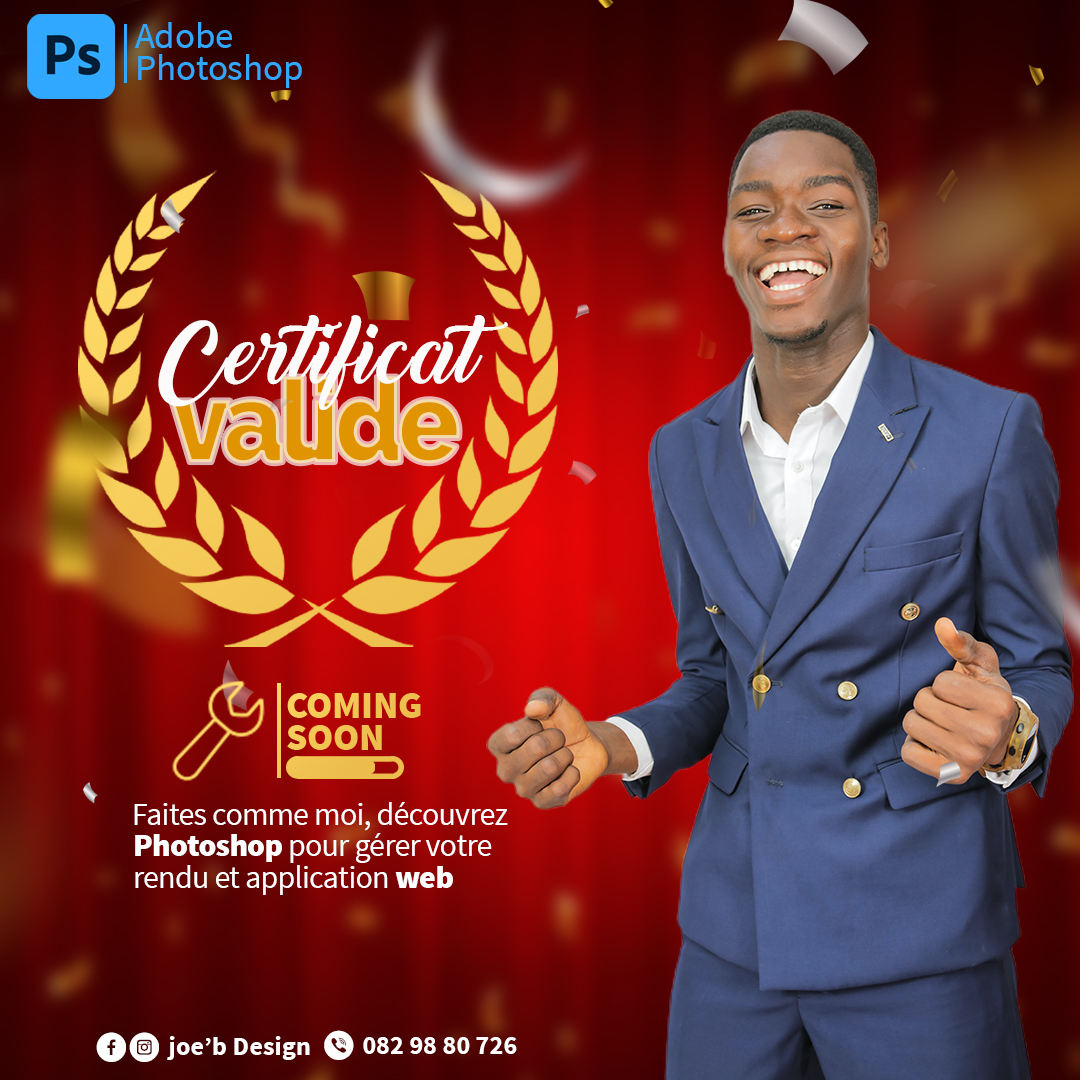 Ps
Adobe
Photoshop
Certificat
valide
COMING
SOON
Faites comme moi, découvrez
Photoshop pour gérer votre
rendu et application web
joe'b Design 082 98 80 726